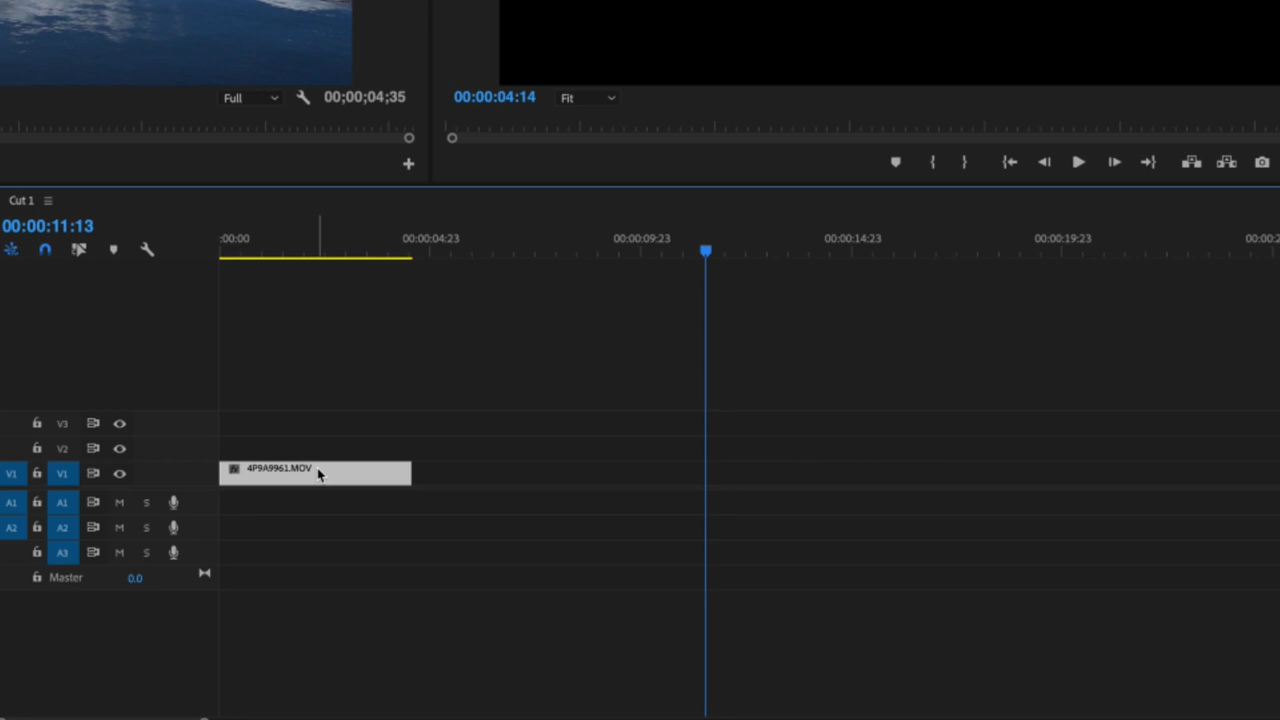 Full 00;00;04;35 00:00:04:14 Fit
Cut 1
00:00:11:13
:00:00 00:00:04:23 00:00:09:23 00:00:14:23 00:00:19:23 00:00:2
V3
V2
V1 V1 4P9A9961.MOV
A1 A1 M S
A2 A2 M S
A3 M S
Master 0.0